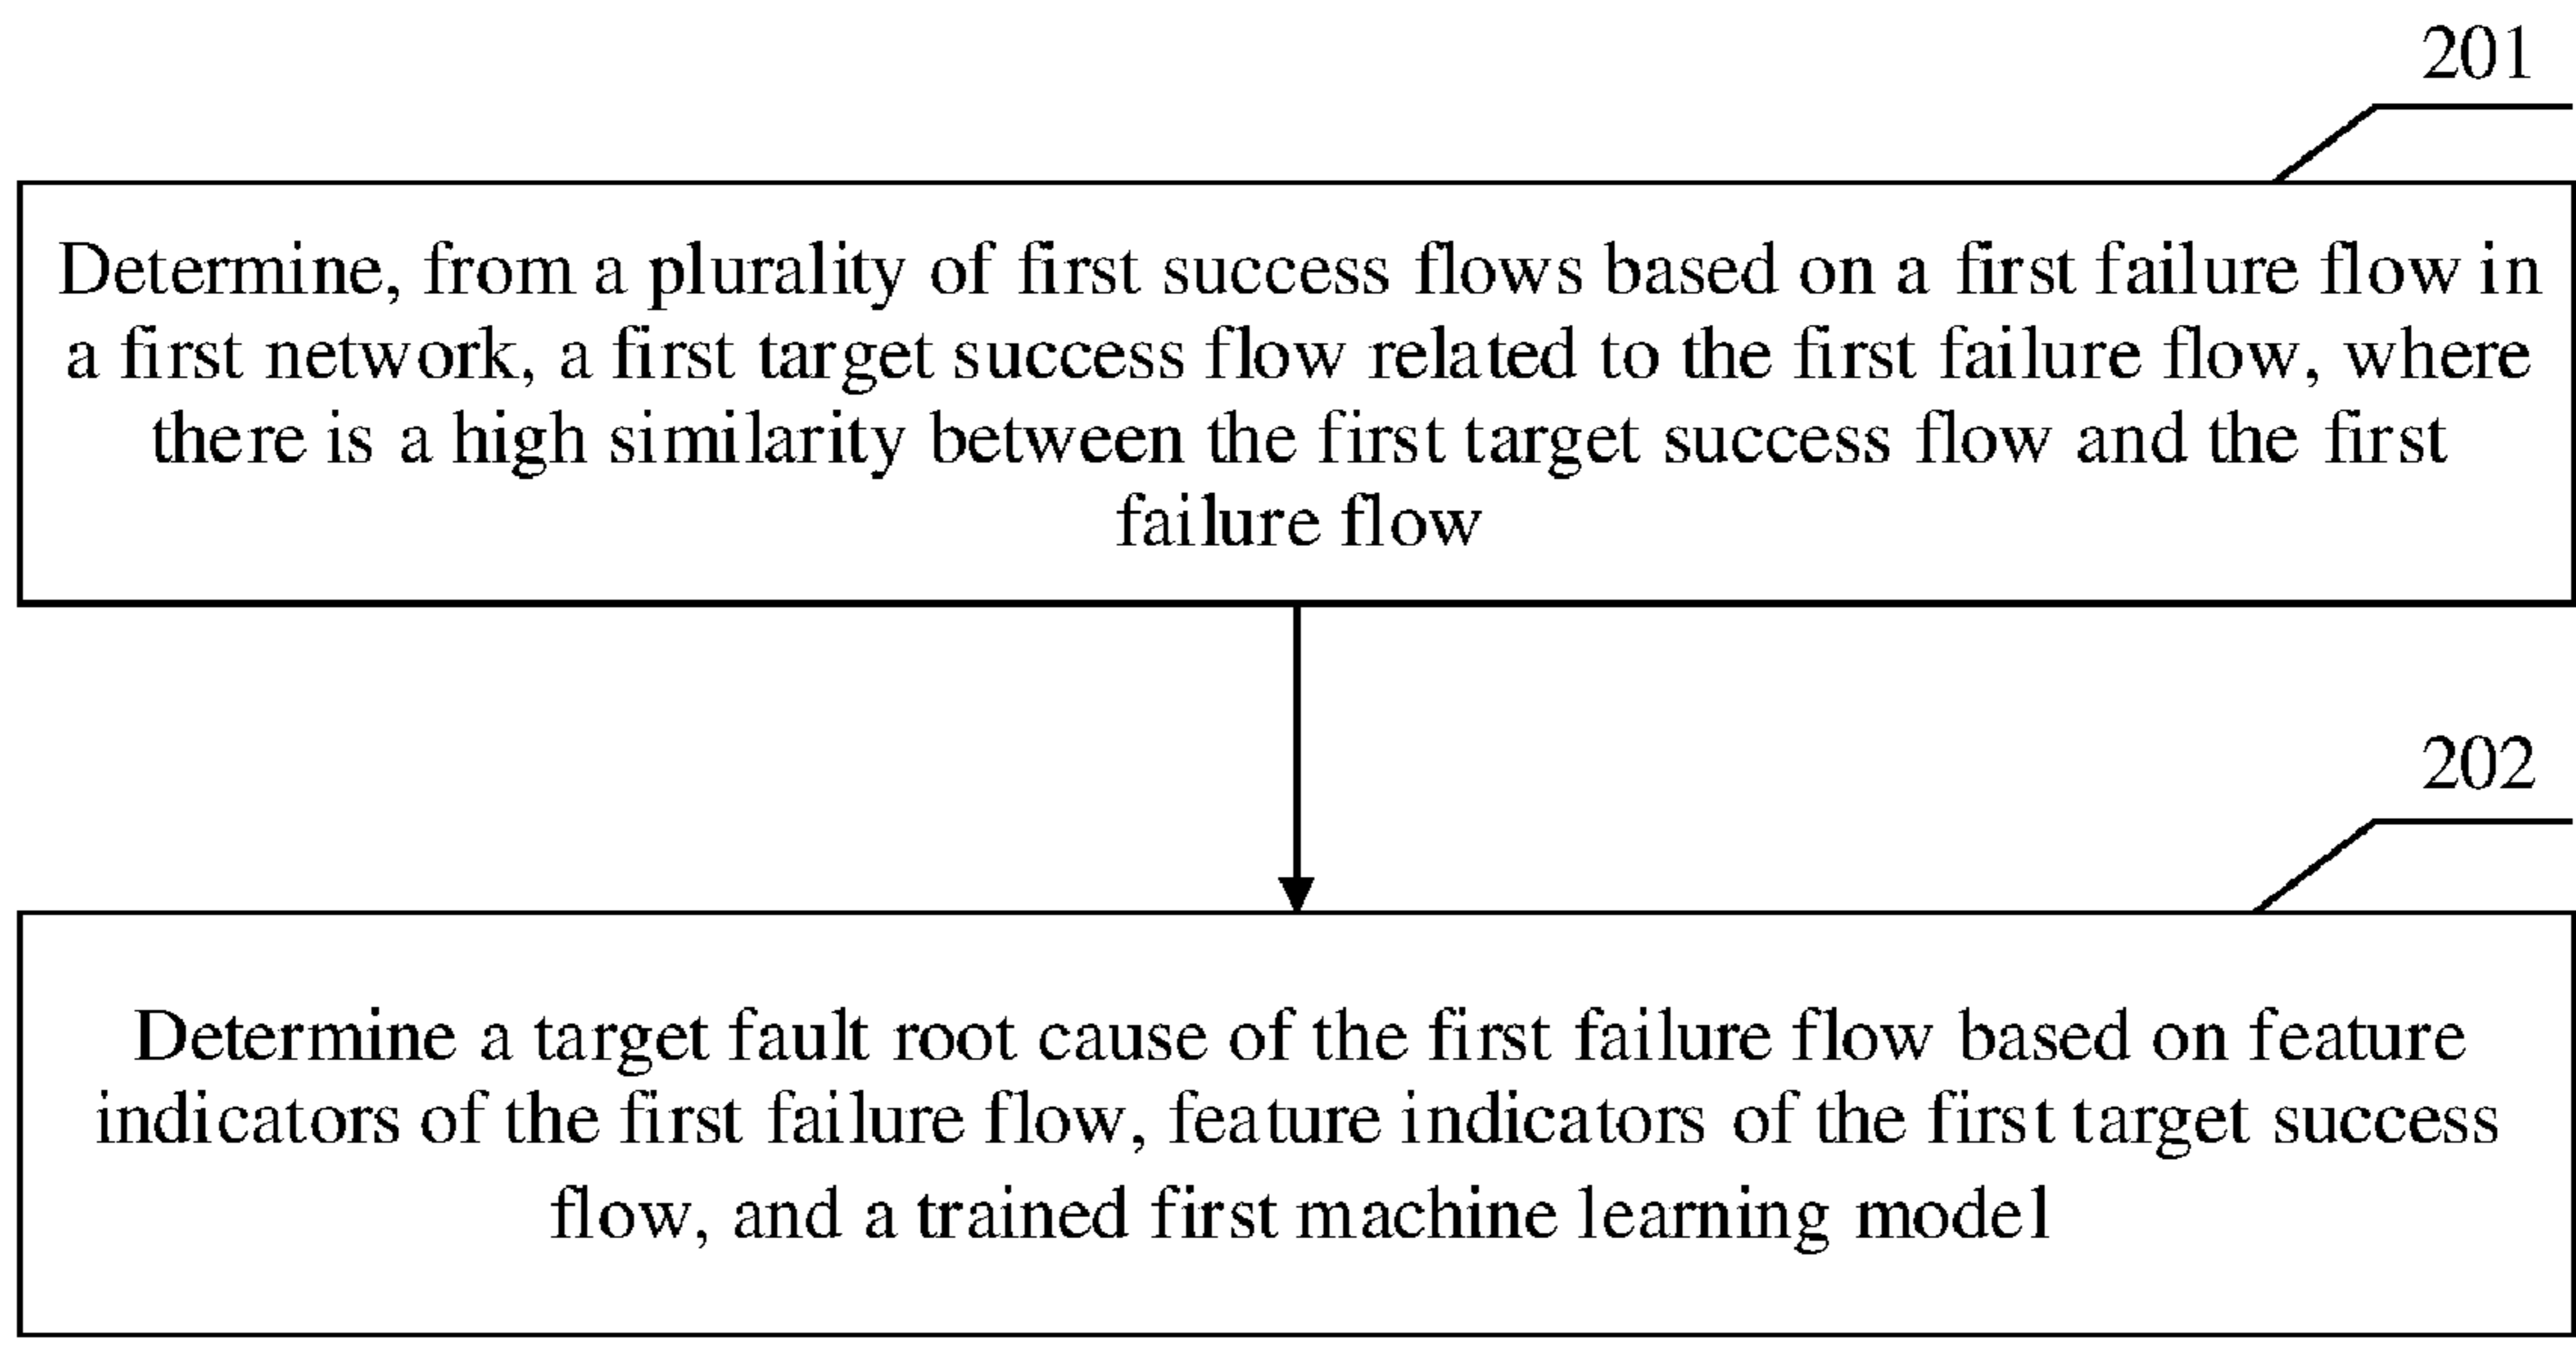 201
Determine, from a plurality of first success flows based on a first failure flow in
a first network, a first target success flow related to the first failure flow, where
there is a high similarity between the first target success flow and the first
failure flow
202
Determine a target fault root cause of the first failure flow based on feature
indicators of the first failure flow, feature indicators of the first target success
flow, and a trained first machine learning model